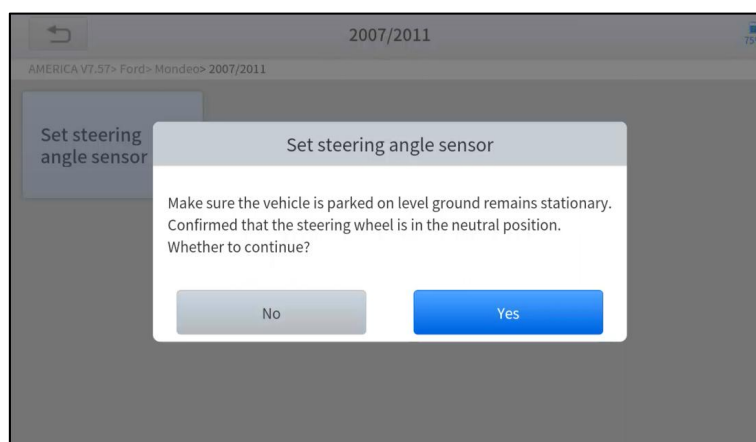 2007/2011
AMERICA V7.57> Ford> Mondeo> 2007/2011
Set steering
angle sensor
Set steering angle sensor
Make sure the vehicle is parked on level ground remains stationary.
Confirmed that the steering wheel is in the neutral position.
Whether to continue?
No
Yes